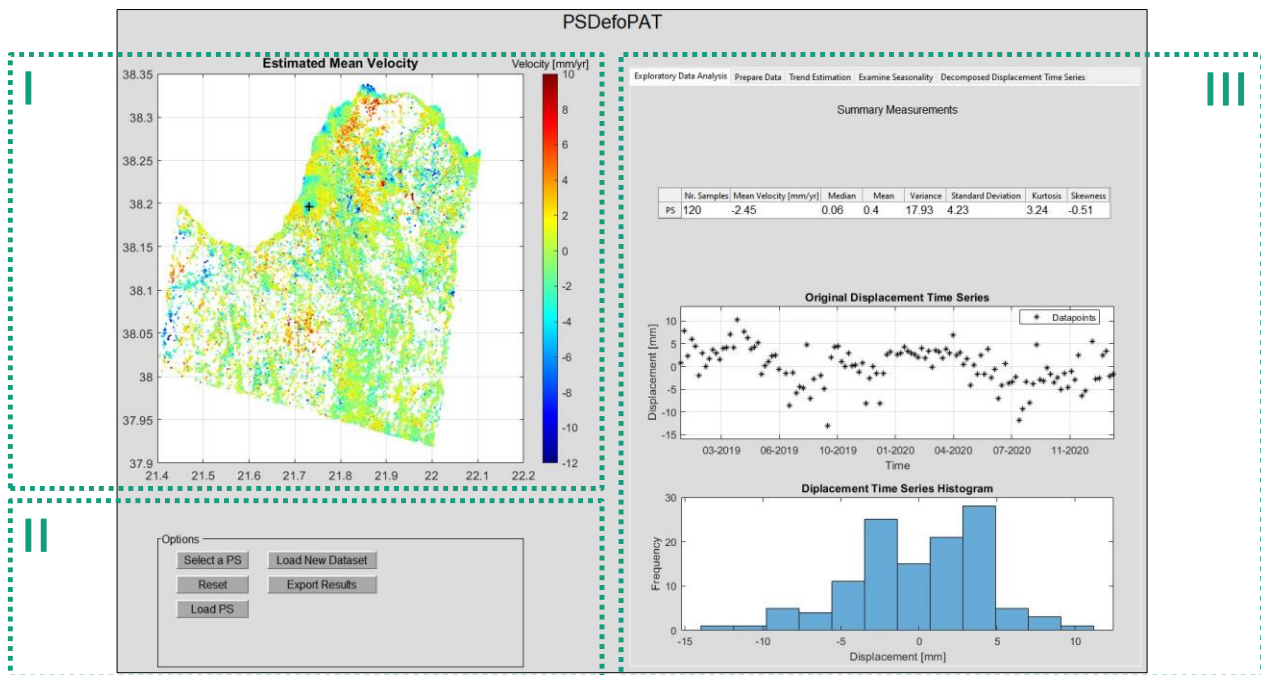 PSDefoPAT
I
Estimated Mean Velocity
Velocity [mm/yr]
38.35
38.3
38.25
38.2
38.15
38.1
38.05
38
37.95
37.9
21.4 21.5 21.6 21.7 21.8 21.9 22 22.1 22.2
10
8
6
4
2
0
-2
-4
-6
-8
-10
-12
II
Options
Select a PS Load New Dataset
Reset Export Results
Load PS
III
Exploratory Data Analysis Prepare Data Trend Estimation Examine Seasonality Decomposed Displacement Time Series
Summary Measurements
Nr. Samples Mean Velocity [mm/yr] Median Mean Variance Standard Deviation Kurtosis Skewness
PS 120 -2.45 0.06 0.4 17.93 4.23 3.24 -0.51
Original Displacement Time Series
Datapoints
Displacement [mm]
10
5
0
-5
-10
-15
03-2019 06-2019 10-2019 01-2020 04-2020 07-2020 11-2020
Time
Diplacement Time Series Histogram
Frequency
30
20
10
0
-15 -10 -5 0 5 10
Displacement [mm]